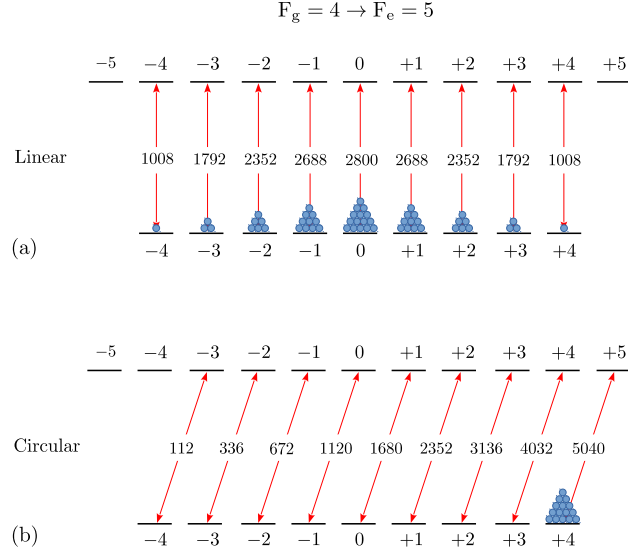 F_g = 4 → F_e = 5
−5 −4 −3 −2 −1 0 +1 +2 +3 +4 +5
Linear 1008 1792 2352 2688 2800 2688 2352 1792 1008
(a) −4 −3 −2 −1 0 +1 +2 +3 +4
−5 −4 −3 −2 −1 0 +1 +2 +3 +4 +5
Circular 112 336 672 1120 1680 2352 3136 4032 5040
(b) −4 −3 −2 −1 0 +1 +2 +3 +4